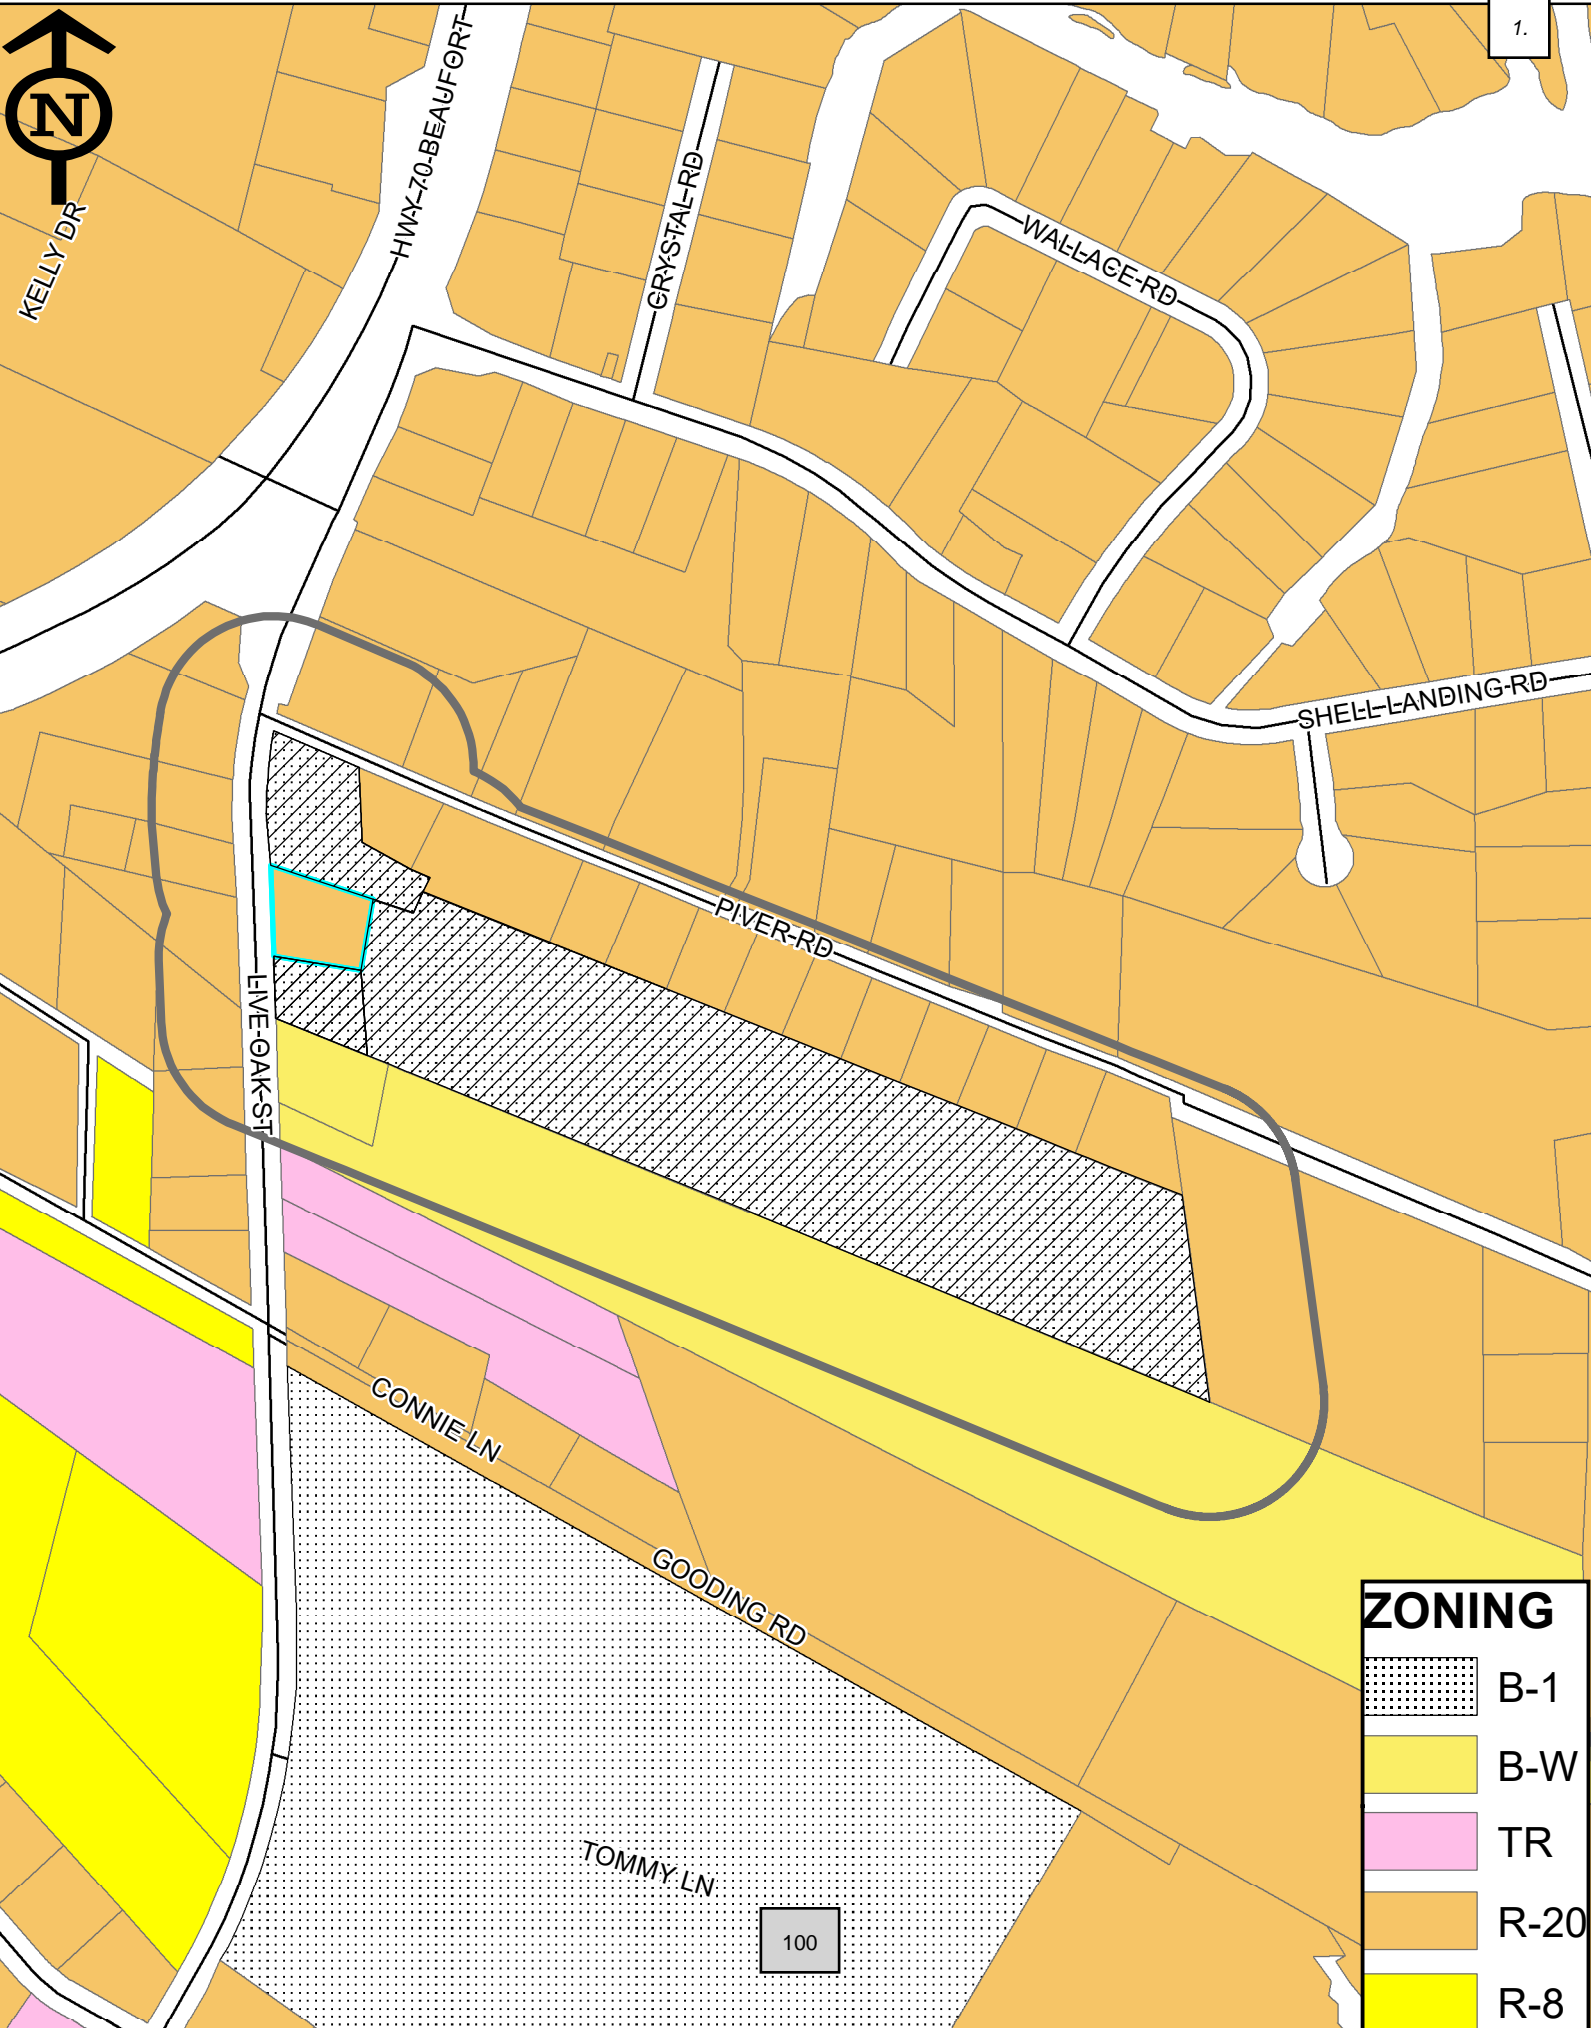 1.
N
KELLY DR
HWY 70 BEAUFORT
CRYSTAL RD
WALLACE RD
SHELL LANDING RD
PIVER RD
LIVE OAK ST
CONNIE LN
GOODING RD
TOMMY LN
100
ZONING
B-1
B-W
TR
R-20
R-8